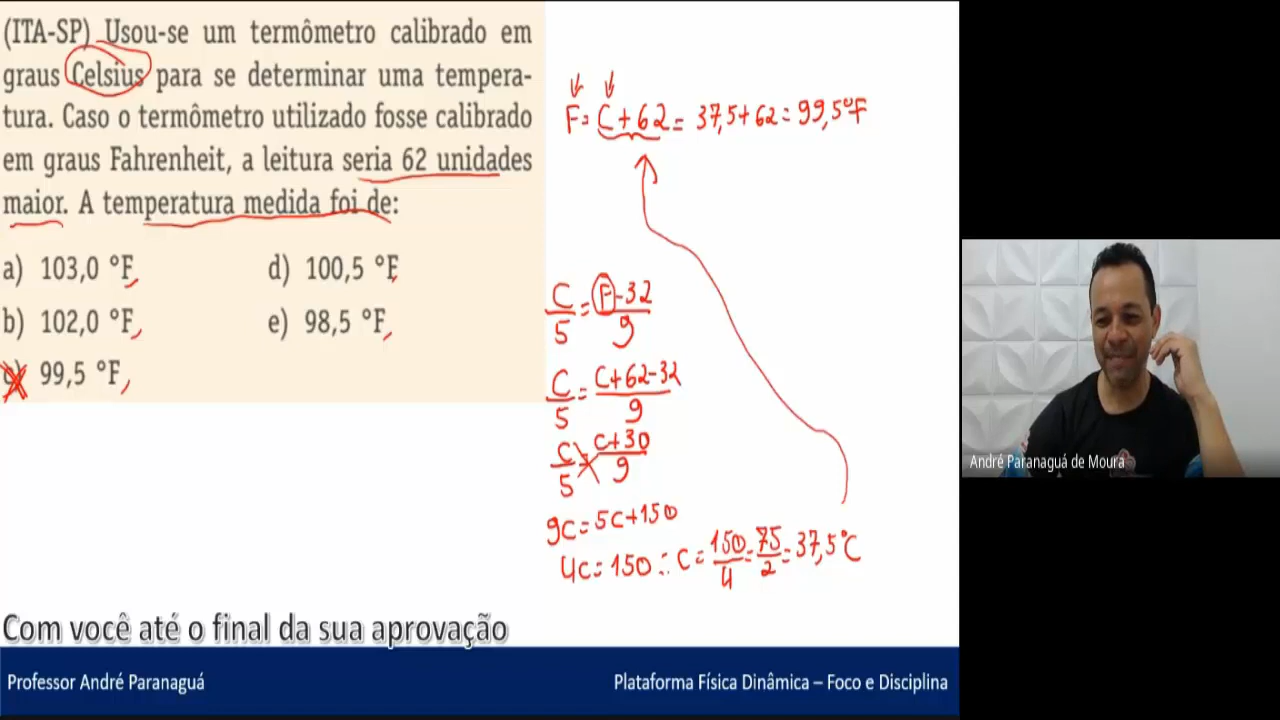 (ITA-SP) Usou-se um termômetro calibrado em
graus Celsius para se determinar uma tempera-
tura. Caso o termômetro utilizado fosse calibrado
em graus Fahrenheit, a leitura seria 62 unidades
maior. A temperatura medida foi de:
a) 103,0 °F,
d) 100,5 °F,
b) 102,0 °F,
e) 98,5 °F,
c) 99,5 °F,
F = C + 62 = 37,5 + 62 = 99,5°F
C/5 = F-32/9
C/5 = C+62-32/9
C/5 = C+30/9
9C = 5C + 150
4C = 150 ∴ C = 150/4 = 75/2 = 37,5°C
André Paranaguá de Moura
Com você até o final da sua aprovação
Professor André Paranaguá
Plataforma Física Dinâmica – Foco e Disciplina